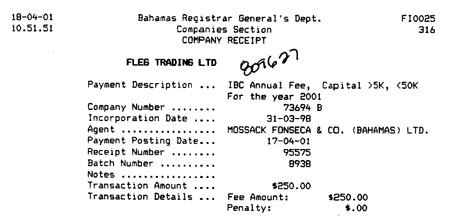 18-04-01 Bahamas Registrar General's Dept. FI0025
10.51.51 Companies Section 316
COMPANY RECEIPT
FLEG TRADING LTD 809627
Payment Description ... IBC Annual Fee, Capital >5K, <50K
For the year 2001
Company Number ........ 73694 B
Incorporation Date .... 31-03-98
Agent ................. MOSSACK FONSECA & CO. (BAHAMAS) LTD.
Payment Posting Date... 17-04-01
Receipt Number ........ 95575
Batch Number .......... 8938
Notes .................
Transaction Amount .... $250.00
Transaction Details ... Fee Amount: $250.00
Penalty: $.00